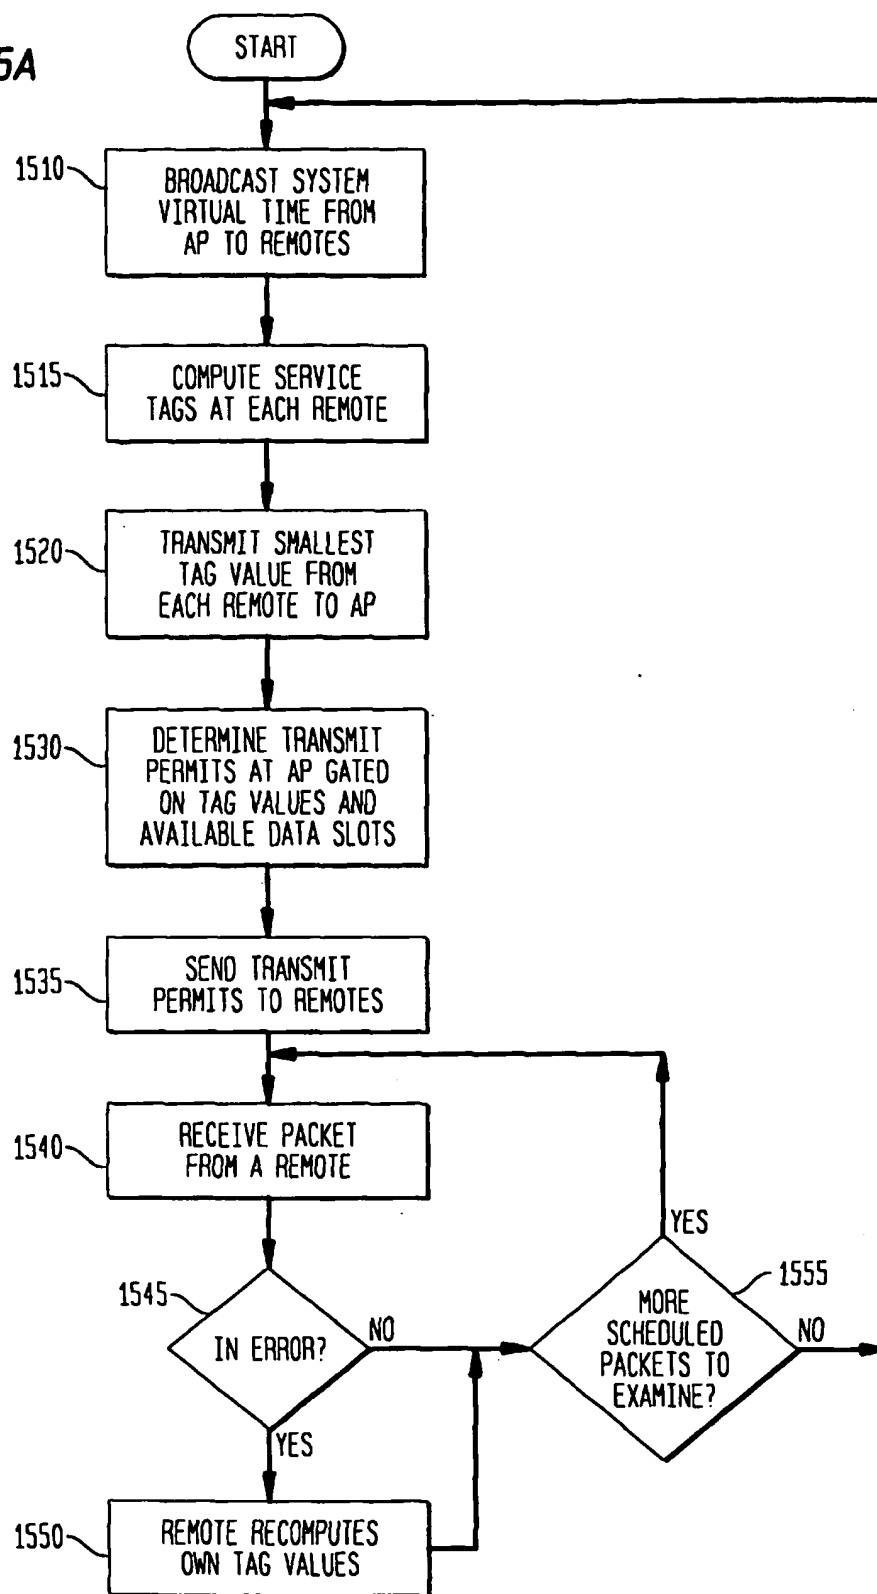 5A
START
1510
BROADCAST SYSTEM
VIRTUAL TIME FROM
AP TO REMOTES
1515
COMPUTE SERVICE
TAGS AT EACH REMOTE
1520
TRANSMIT SMALLEST
TAG VALUE FROM
EACH REMOTE TO AP
1530
DETERMINE TRANSMIT
PERMITS AT AP GATED
ON TAG VALUES AND
AVAILABLE DATA SLOTS
1535
SEND TRANSMIT
PERMITS TO REMOTES
1540
RECEIVE PACKET
FROM A REMOTE
1545
IN ERROR?
NO
YES
1550
REMOTE RECOMPUTES
OWN TAG VALUES
YES
1555
MORE
SCHEDULED
PACKETS TO
EXAMINE?
NO